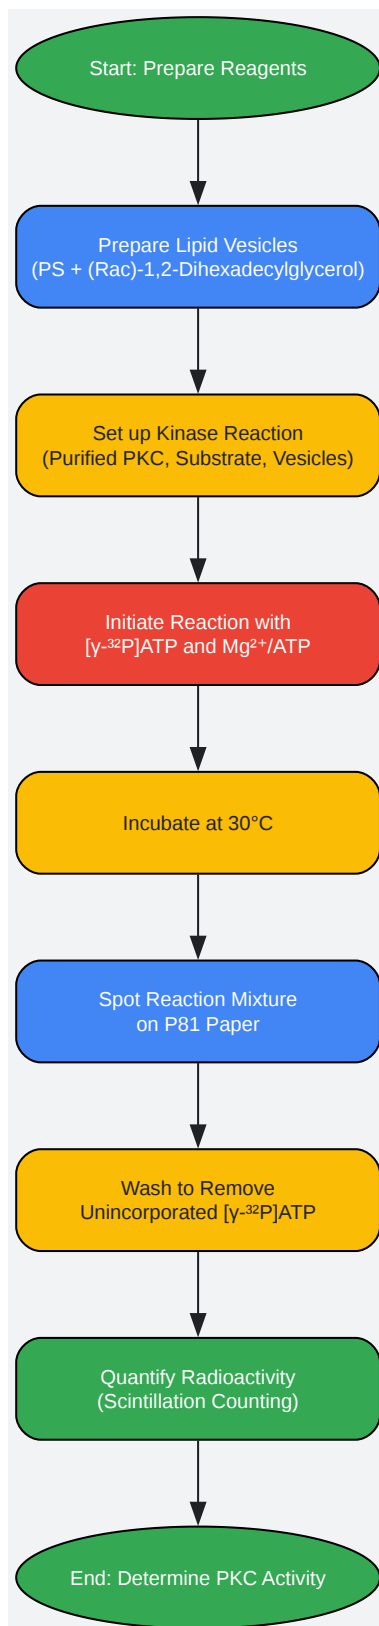 Start: Prepare Reagents
Prepare Lipid Vesicles
(PS + (Rac)-1,2-Dihexadecylglycerol)
Set up Kinase Reaction
(Purified PKC, Substrate, Vesicles)
Initiate Reaction with
[γ-³²P]ATP and Mg²⁺/ATP
Incubate at 30°C
Spot Reaction Mixture
on P81 Paper
Wash to Remove
Unincorporated [γ-³²P]ATP
Quantify Radioactivity
(Scintillation Counting)
End: Determine PKC Activity